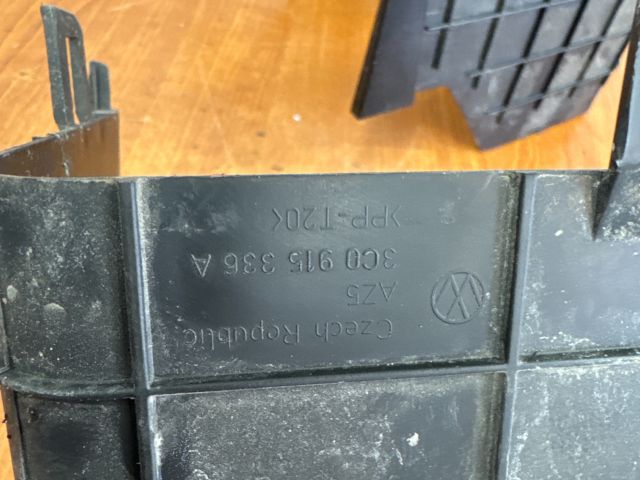 Czech Republic
AZ5
3C0 915 336 A
>PP-T20<